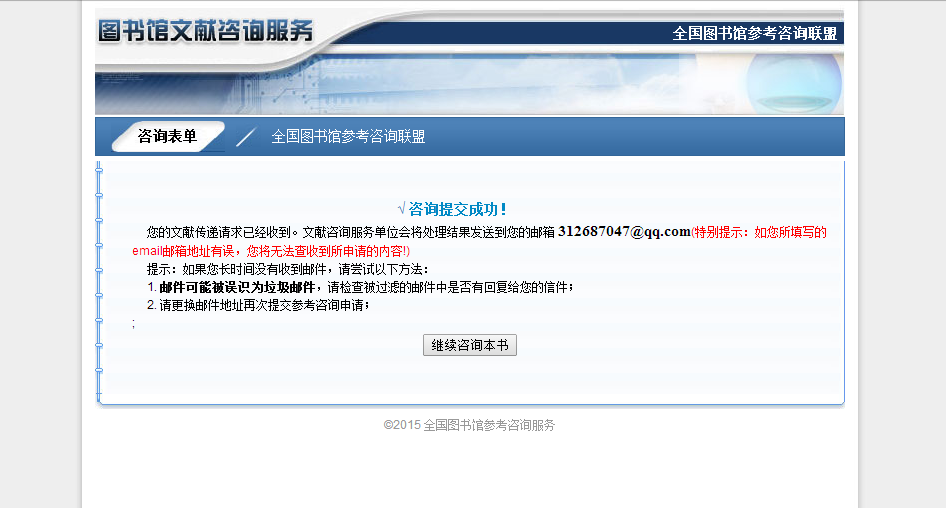 图书馆文献咨询服务
全国图书馆参考咨询联盟
咨询表单
全国图书馆参考咨询联盟
√咨询提交成功！
您的文献传递请求已经收到。文献咨询服务单位会将处理结果发送到您的邮箱 312687047@qq.com(特别提示：如您所填写的
email邮箱地址有误，您将无法查收到所申请的内容!)
提示：如果您长时间没有收到邮件，请尝试以下方法：
1. 邮件可能被误识为垃圾邮件，请检查被过滤的邮件中是否有回复给您的信件；
2. 请更换邮件地址再次提交参考咨询申请；
;
继续咨询本书
©2015 全国图书馆参考咨询服务